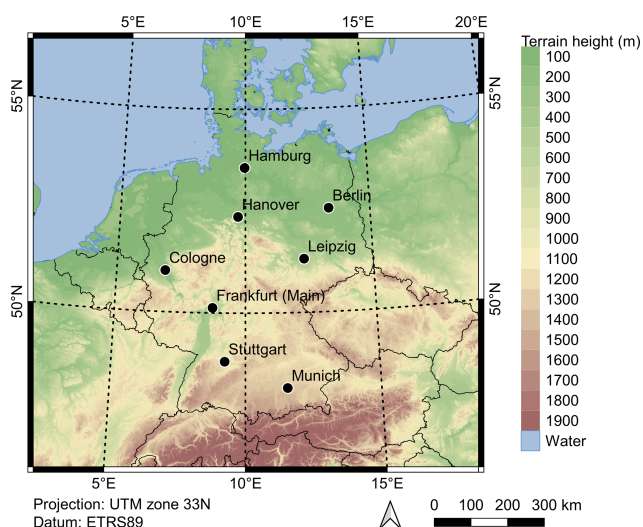 5°E 10°E 15°E 20°E
Terrain height (m)
100
200
300
400
500
600
700
800
900
1000
1100
1200
1300
1400
1500
1600
1700
1800
1900
Water
55°N 55°N
50°N 50°N
Hamburg
Berlin
Hanover
Leipzig
Cologne
Frankfurt (Main)
Stuttgart
Munich
5°E 10°E 15°E
Projection: UTM zone 33N
Datum: ETRS89
0 100 200 300 km